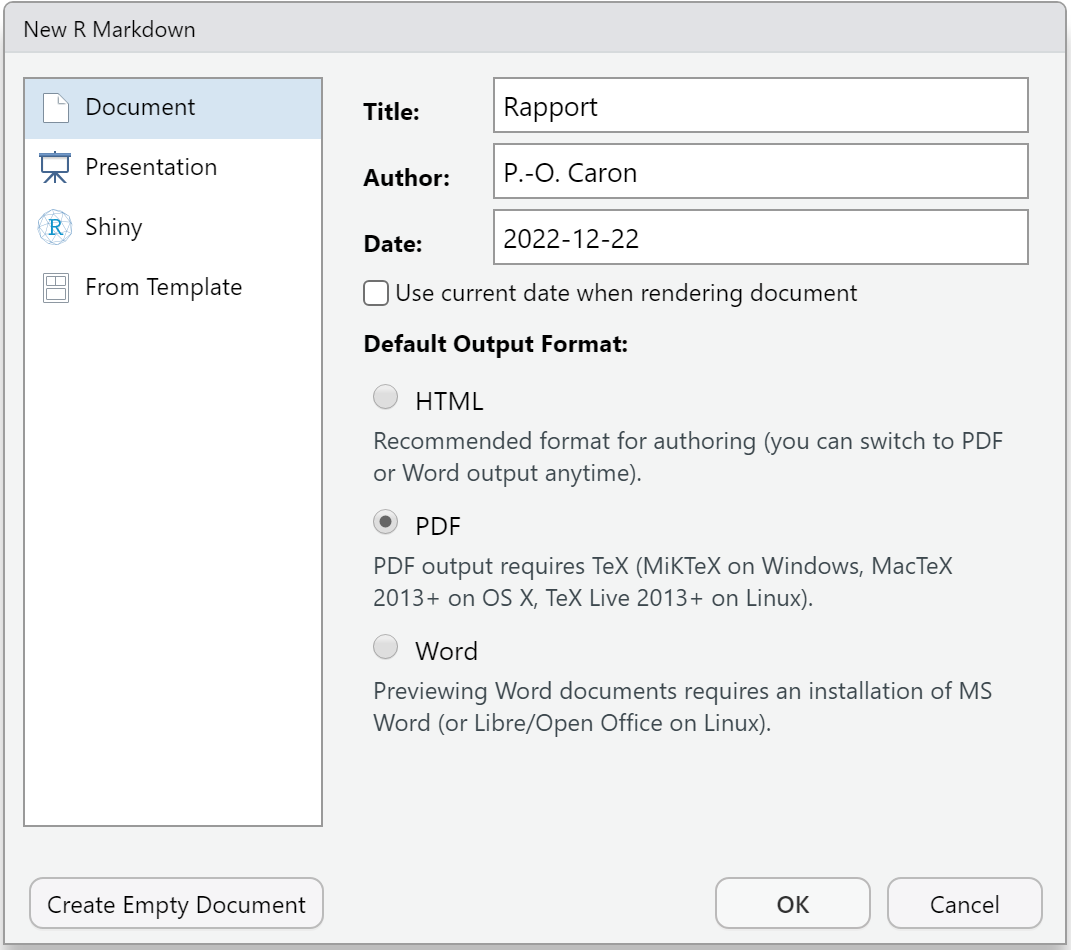 New R Markdown
Document
Presentation
R
Shiny
From Template
Title:
Rapport
Author:
P.-O. Caron
Date:
2022-12-22
Use current date when rendering document
Default Output Format:
HTML
Recommended format for authoring (you can switch to PDF
or Word output anytime).
PDF
PDF output requires TeX (MiKTeX on Windows, MacTeX
2013+ on OS X, TeX Live 2013+ on Linux).
Word
Previewing Word documents requires an installation of MS
Word (or Libre/Open Office on Linux).
Create Empty Document
OK
Cancel